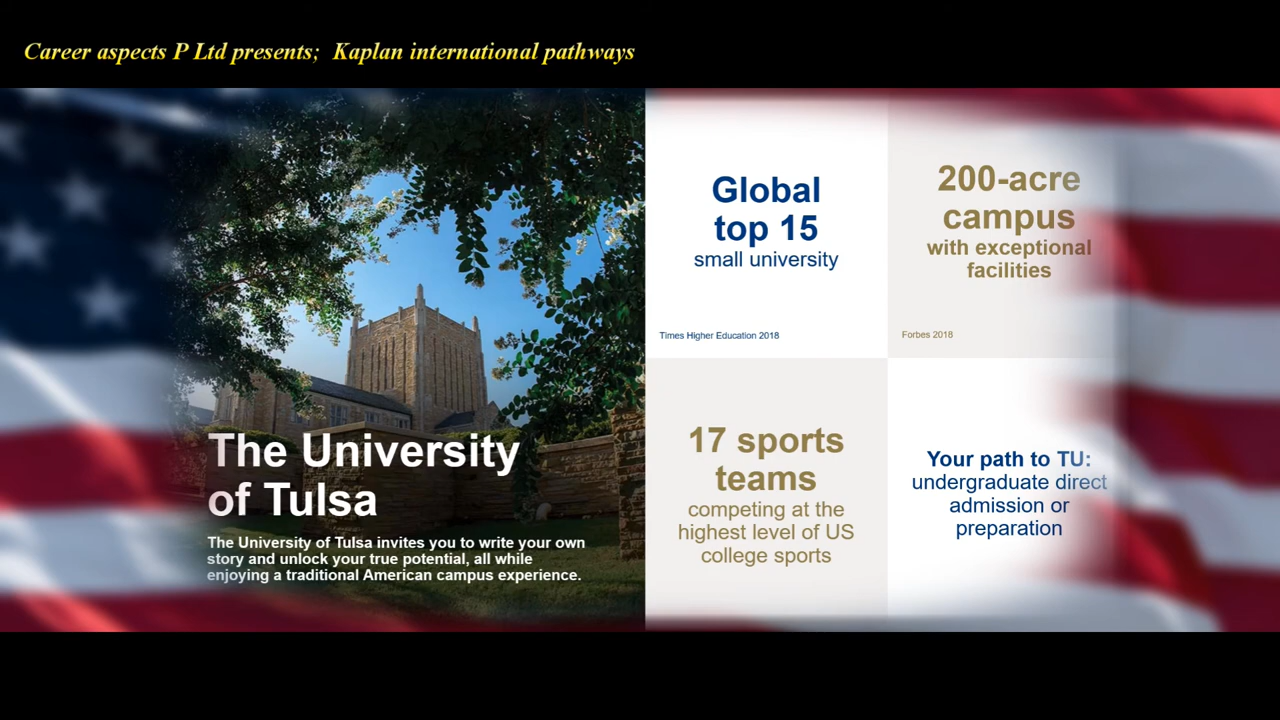 Career aspects P Ltd presents;  Kaplan international pathways
The University
of Tulsa
The University of Tulsa invites you to write your own
story and unlock your true potential, all while
enjoying a traditional American campus experience.
Global
top 15
small university
Times Higher Education 2018
200-acre
campus
with exceptional
facilities
Forbes 2018
17 sports
teams
competing at the
highest level of US
college sports
Your path to TU:
undergraduate direct
admission or
preparation